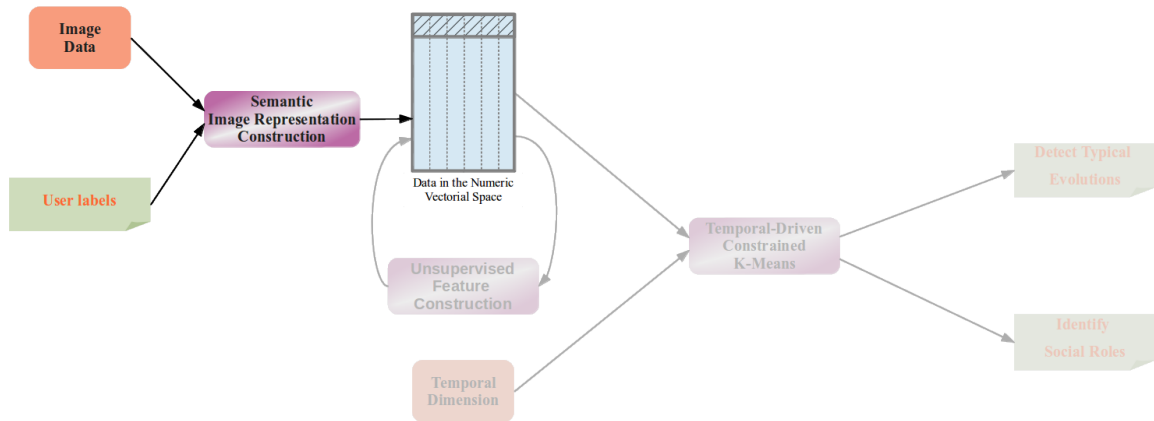 Image
Data
Semantic
Image Representation
Construction
User labels
Data in the Numeric
Vectorial Space
Unsupervised
Feature
Construction
Temporal
Dimension
Temporal-Driven
Constrained
K-Means
Detect Typical
Evolutions
Identify
Social Roles